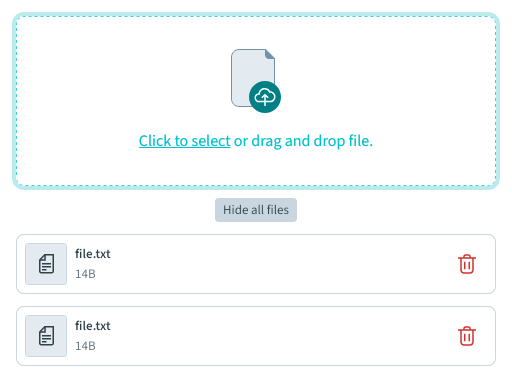 Click to select or drag and drop file.
Hide all files
file.txt
14B
file.txt
14B